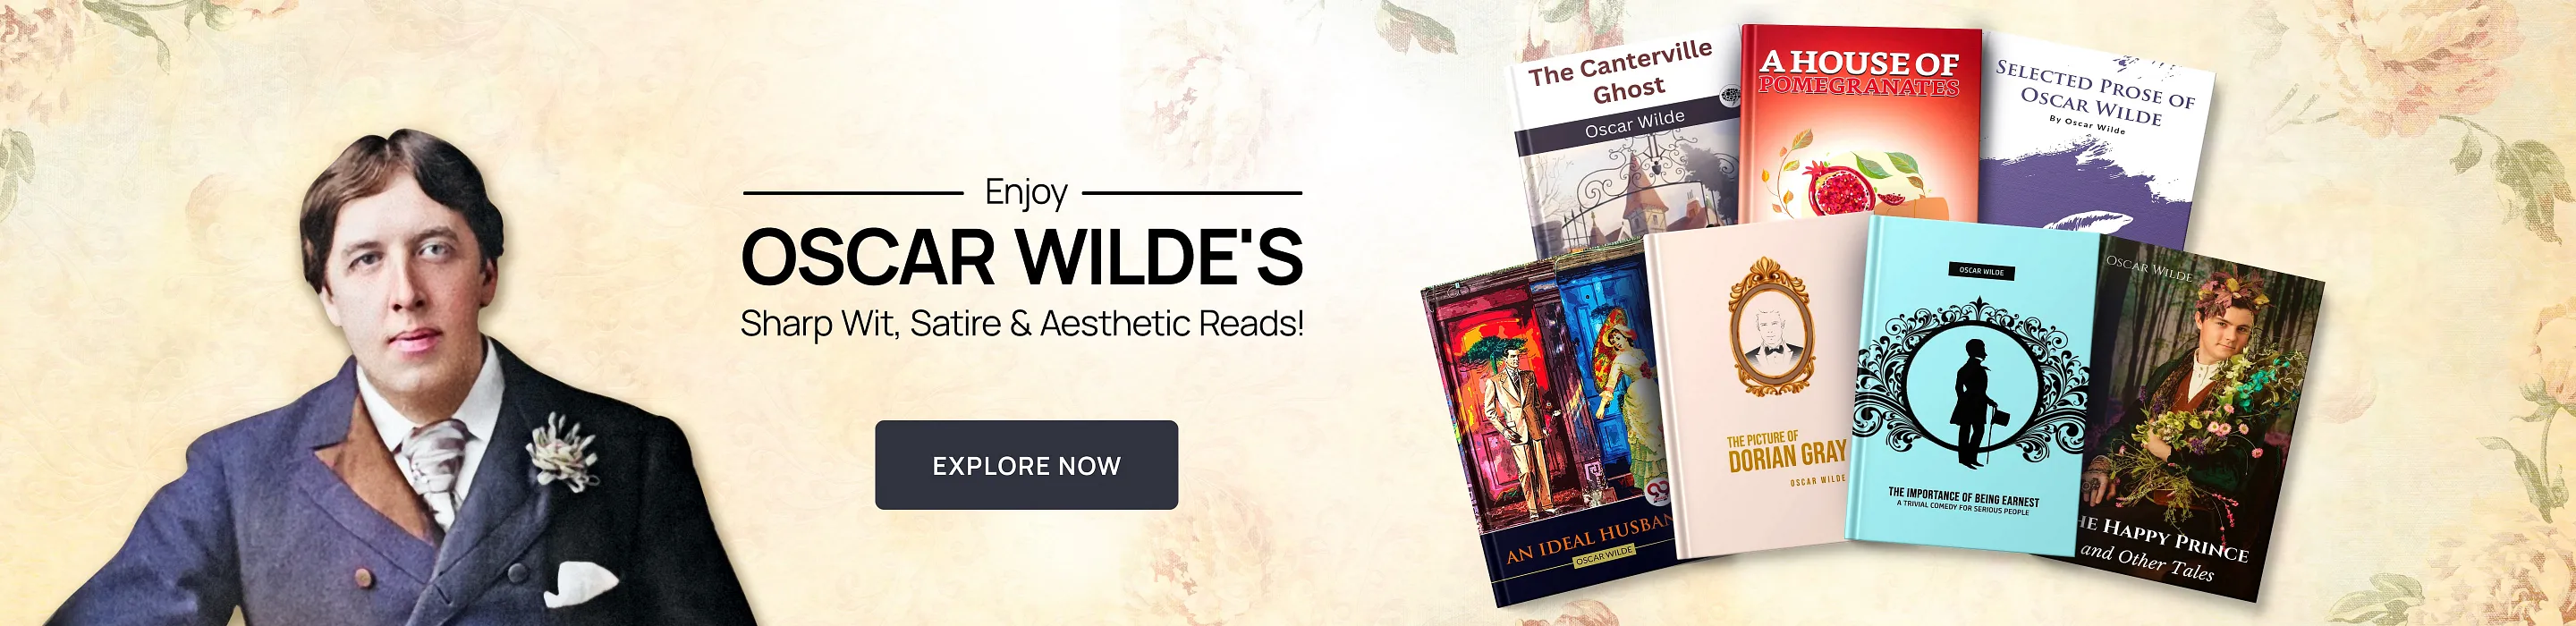 Enjoy
OSCAR WILDE'S
Sharp Wit, Satire & Aesthetic Reads!
EXPLORE NOW
The Canterville
Ghost
Oscar Wilde
A HOUSE OF
POMEGRANATES
SELECTED PROSE OF
OSCAR WILDE
By Oscar Wilde
AN IDEAL HUSBAN
OSCAR WILDE
THE PICTURE OF
DORIAN GRAY
OSCAR WILDE
OSCAR WILDE
THE IMPORTANCE OF BEING EARNEST
A TRIVIAL COMEDY FOR SERIOUS PEOPLE
OSCAR WILDE
HE HAPPY PRINCE
and Other Tales